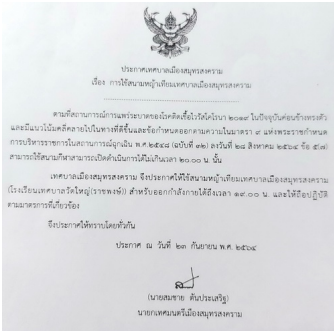 ประกาศเทศบาลเมืองสมุทรสงคราม
เรื่อง การใช้สนามหญ้าเทียมเทศบาลเมืองสมุทรสงคราม
ตามที่สถานการณ์การแพร่ระบาดของโรคติดเชื้อไวรัสโคโรนา ๒๐๑๙ ในปัจจุบันค่อนข้างทรงตัว
และมีแนวโน้มคลี่คลายไปในทางที่ดีขึ้นและข้อกำหนดออกตามความในมาตรา ๙ แห่งพระราชกำหนด
การบริหารราชการในสถานการณ์ฉุกเฉิน พ.ศ.๒๕๔๘ (ฉบับที่ ๓๒) ลงวันที่ ๒๘ สิงหาคม ๒๕๖๔ ข้อ ๕(๗)
สามารถใช้สนามกีฬาสามารถเปิดดำเนินการได้ไม่เกินเวลา ๒๐.๐๐ น. นั้น
เทศบาลเมืองสมุทรสงคราม จึงประกาศให้ใช้สนามหญ้าเทียมเทศบาลเมืองสมุทรสงคราม
(โรงเรียนเทศบาลวัดใหญ่(ราชพงษ์)) สำหรับออกกำลังกายได้ถึงเวลา ๑๙.๐๐ น. และให้ถือปฏิบัติ
ตามมาตรการที่เกี่ยวข้อง
จึงประกาศให้ทราบโดยทั่วกัน
ประกาศ ณ วันที่ ๒๓ กันยายน พ.ศ. ๒๕๖๔
(นายสมชาย ตันประเสริฐ)
นายกเทศมนตรีเมืองสมุทรสงคราม